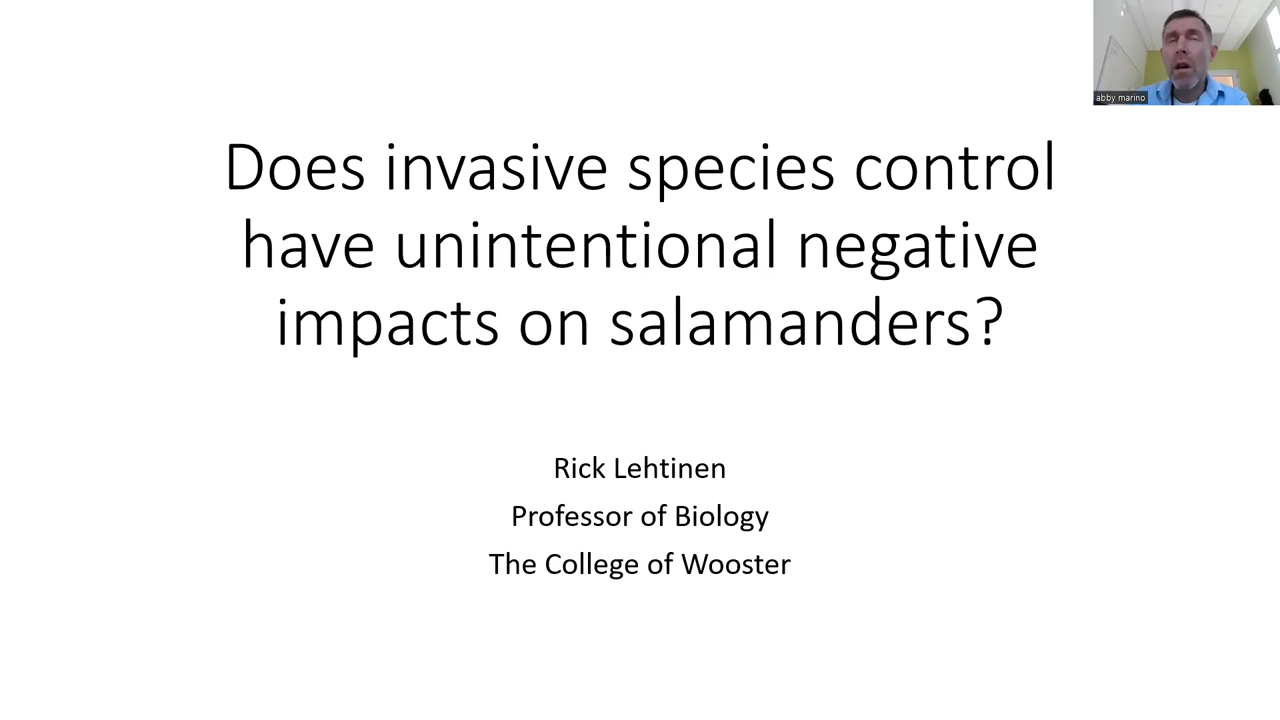 abby marino
Does invasive species control
have unintentional negative
impacts on salamanders?
Rick Lehtinen
Professor of Biology
The College of Wooster